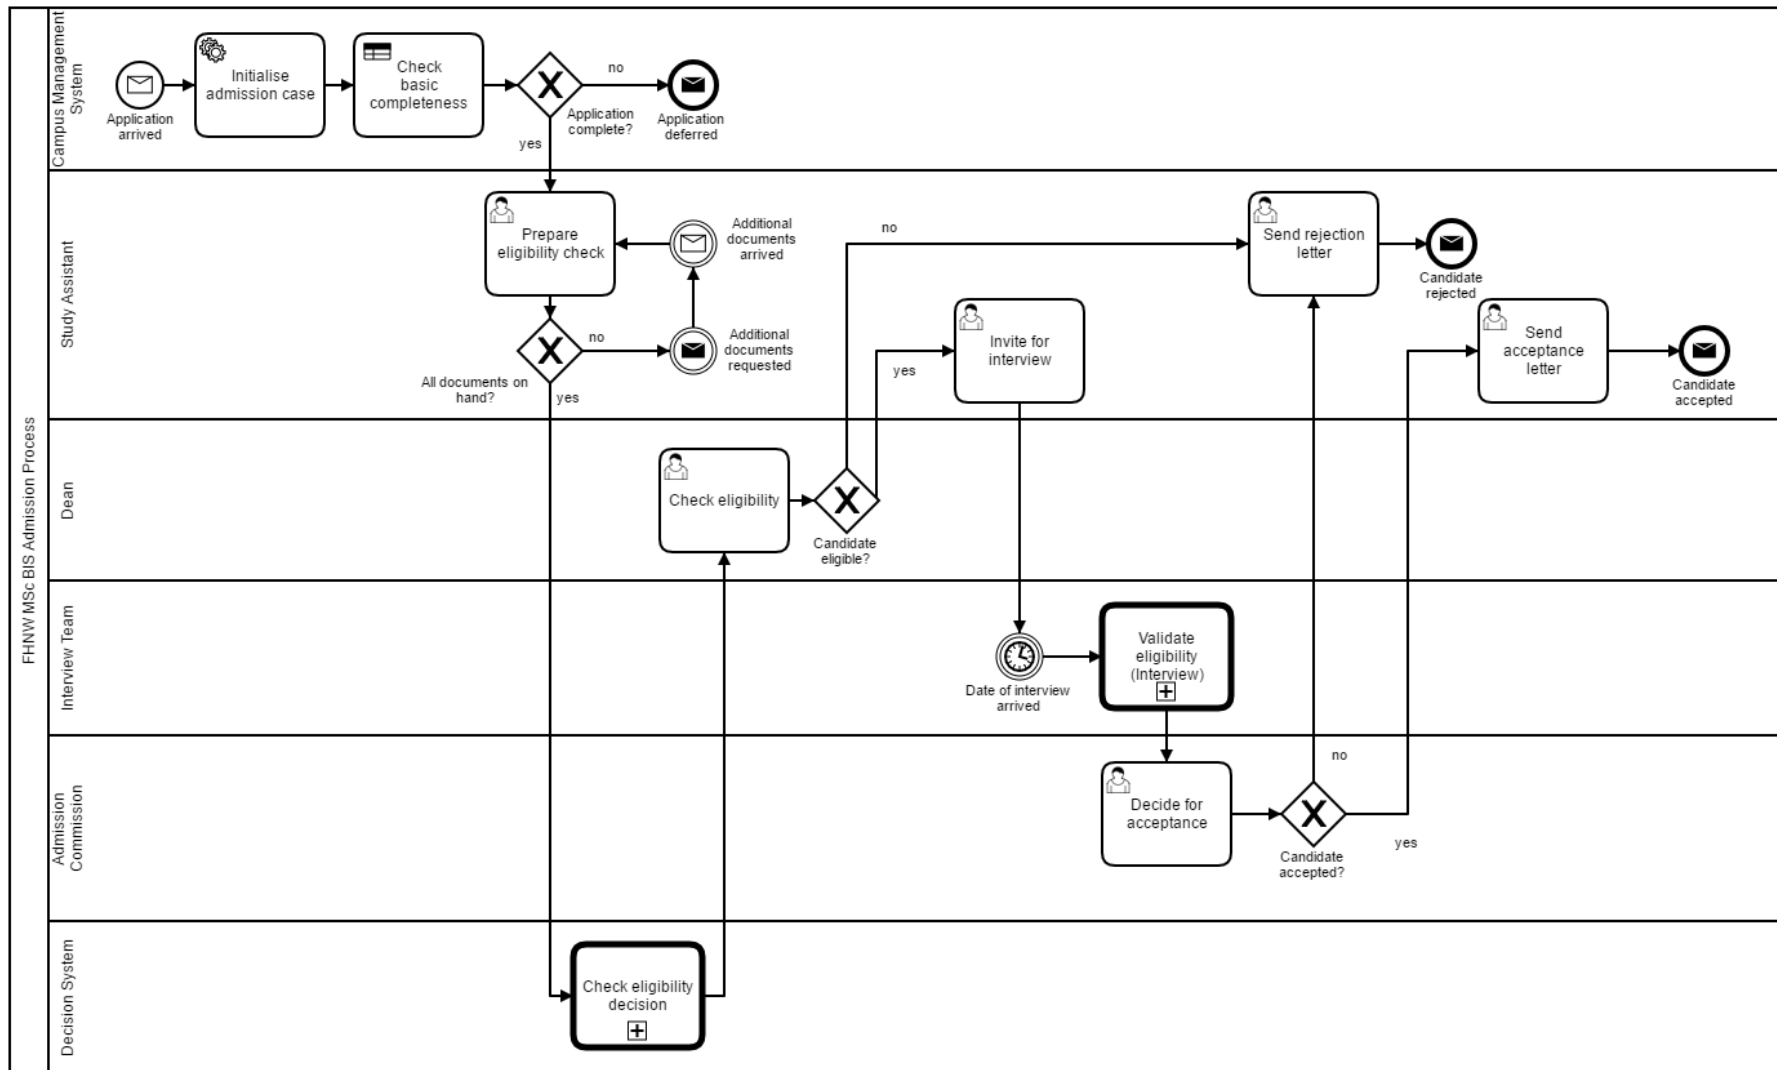 FHNW MSc BIS Admission Process
Campus Management
System
Application
arrived
Initialise
admission case
Check
basic
completeness
Application
complete?
no
yes
Application
deferred
Study Assistant
Prepare
eligibility check
Additional
documents
arrived
All documents on
hand?
no
yes
Additional
documents
requested
no
yes
Invite for
interview
Send rejection
letter
Candidate
rejected
Send
acceptance
letter
Candidate
accepted
Dean
Check eligibility
Candidate
eligible?
Interview Team
Date of interview
arrived
Validate
eligibility
(Interview)
Admission
Commission
Decide for
acceptance
Candidate
accepted?
no
yes
Decision System
Check eligibility
decision